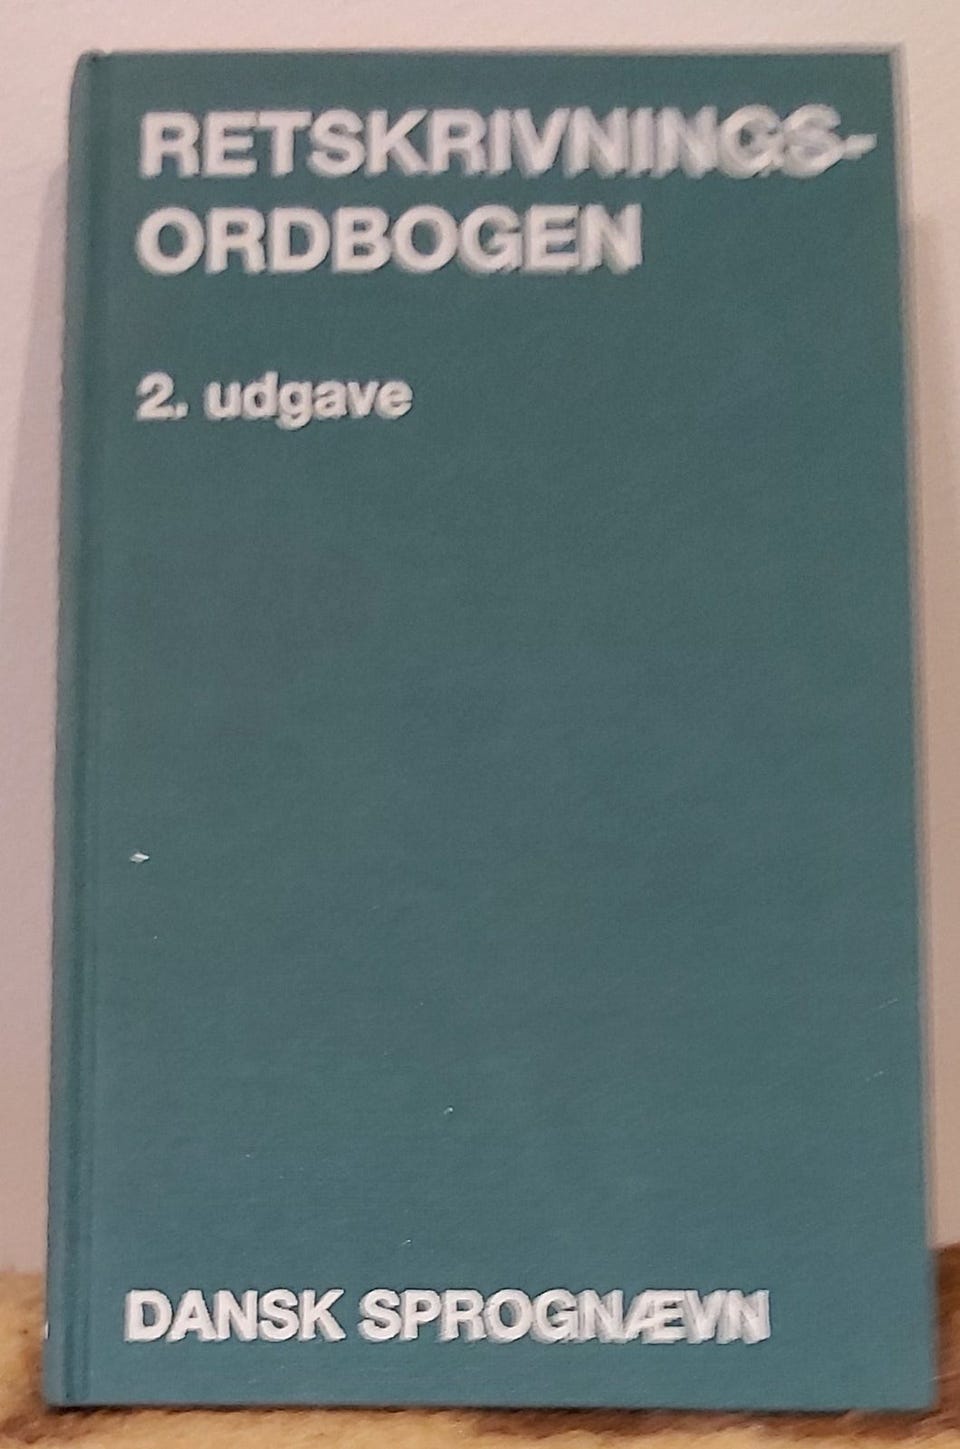 RETSKRIVNINGS-
ORDBOGEN
2. udgave
DANSK SPROGNÆVN